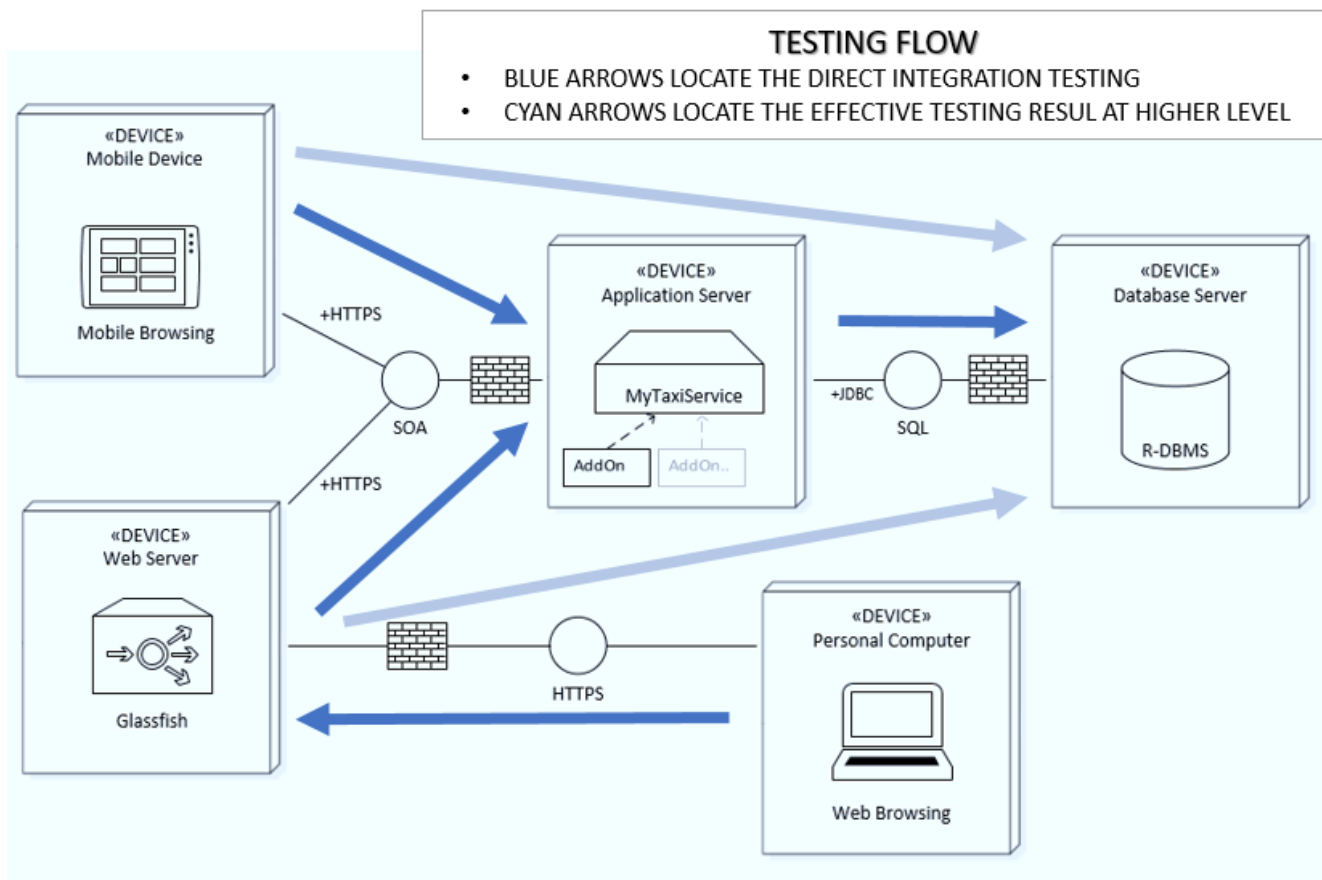 TESTING FLOW
• BLUE ARROWS LOCATE THE DIRECT INTEGRATION TESTING
• CYAN ARROWS LOCATE THE EFFECTIVE TESTING RESUL AT HIGHER LEVEL
«DEVICE»
Mobile Device
Mobile Browsing
+HTTPS
SOA
+HTTPS
«DEVICE»
Application Server
MyTaxiService
AddOn
AddOn..
+JDBC
SQL
«DEVICE»
Database Server
R-DBMS
«DEVICE»
Web Server
Glassfish
HTTPS
«DEVICE»
Personal Computer
Web Browsing